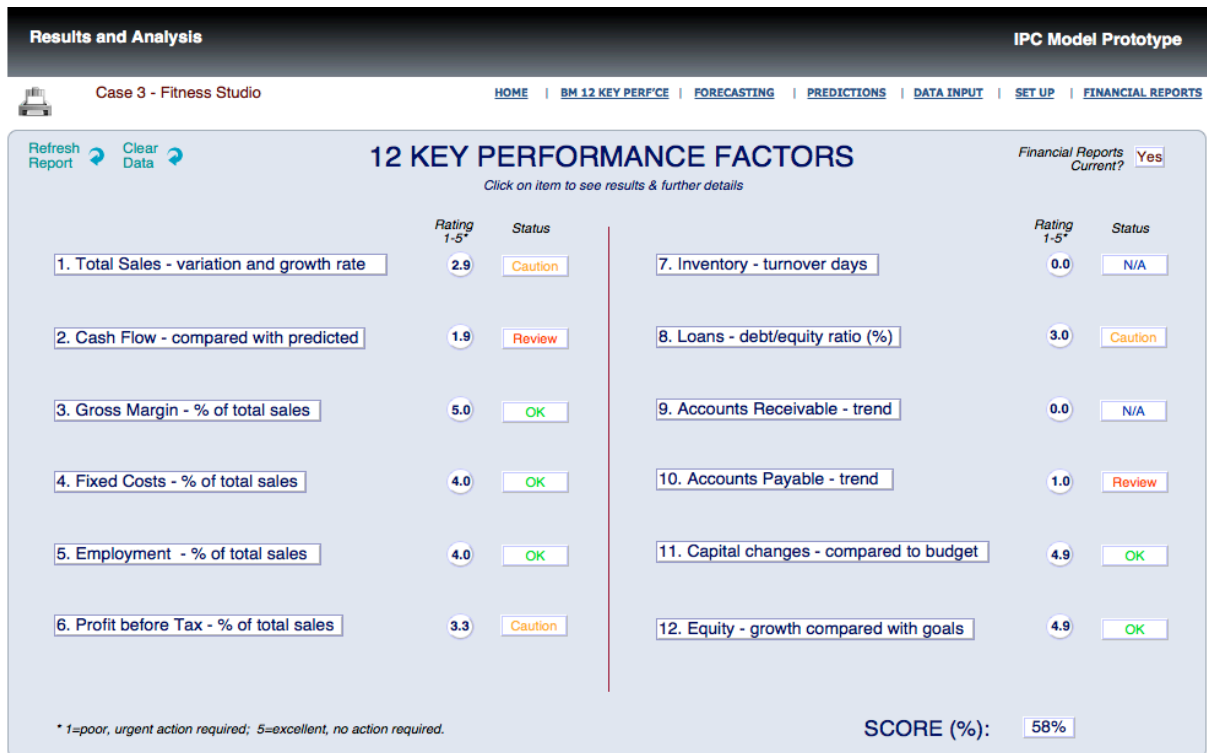 Results and Analysis
IPC Model Prototype
Case 3 - Fitness Studio
HOME | BM 12 KEY PERF'CE | FORECASTING | PREDICTIONS | DATA INPUT | SET UP | FINANCIAL REPORTS
Refresh
Report
Clear
Data
12 KEY PERFORMANCE FACTORS
Click on item to see results & further details
Financial Reports
Current?
Yes
Rating
1-5*
Status
1. Total Sales - variation and growth rate 2.9 Caution
2. Cash Flow - compared with predicted 1.9 Review
3. Gross Margin - % of total sales 5.0 OK
4. Fixed Costs - % of total sales 4.0 OK
5. Employment - % of total sales 4.0 OK
6. Profit before Tax - % of total sales 3.3 Caution
Rating
1-5*
Status
7. Inventory - turnover days 0.0 N/A
8. Loans - debt/equity ratio (%) 3.0 Caution
9. Accounts Receivable - trend 0.0 N/A
10. Accounts Payable - trend 1.0 Review
11. Capital changes - compared to budget 4.9 OK
12. Equity - growth compared with goals 4.9 OK
* 1=poor, urgent action required; 5=excellent, no action required.
SCORE (%): 58%